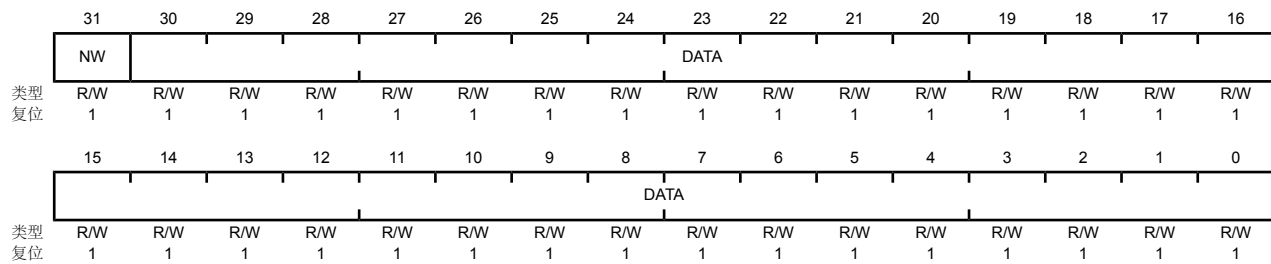 31 30 29 28 27 26 25 24 23 22 21 20 19 18 17 16
NW DATA
类型 R/W R/W R/W R/W R/W R/W R/W R/W R/W R/W R/W R/W R/W R/W R/W R/W
复位 1 1 1 1 1 1 1 1 1 1 1 1 1 1 1 1
15 14 13 12 11 10 9 8 7 6 5 4 3 2 1 0
DATA
类型 R/W R/W R/W R/W R/W R/W R/W R/W R/W R/W R/W R/W R/W R/W R/W R/W
复位 1 1 1 1 1 1 1 1 1 1 1 1 1 1 1 1